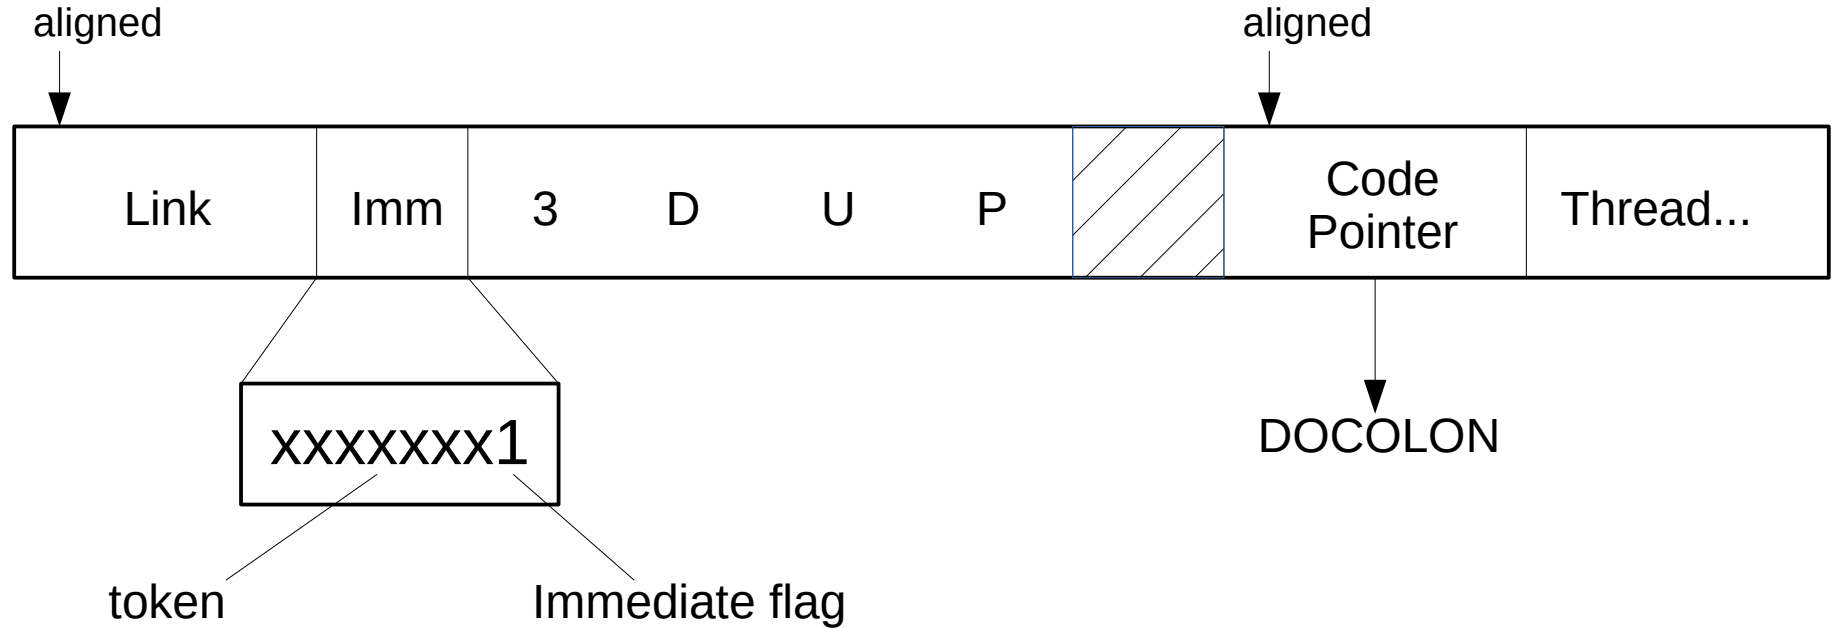 aligned aligned
Link Imm 3 D U P Code
Pointer Thread...
xxxxxxx1
DOCOLON
token Immediate flag